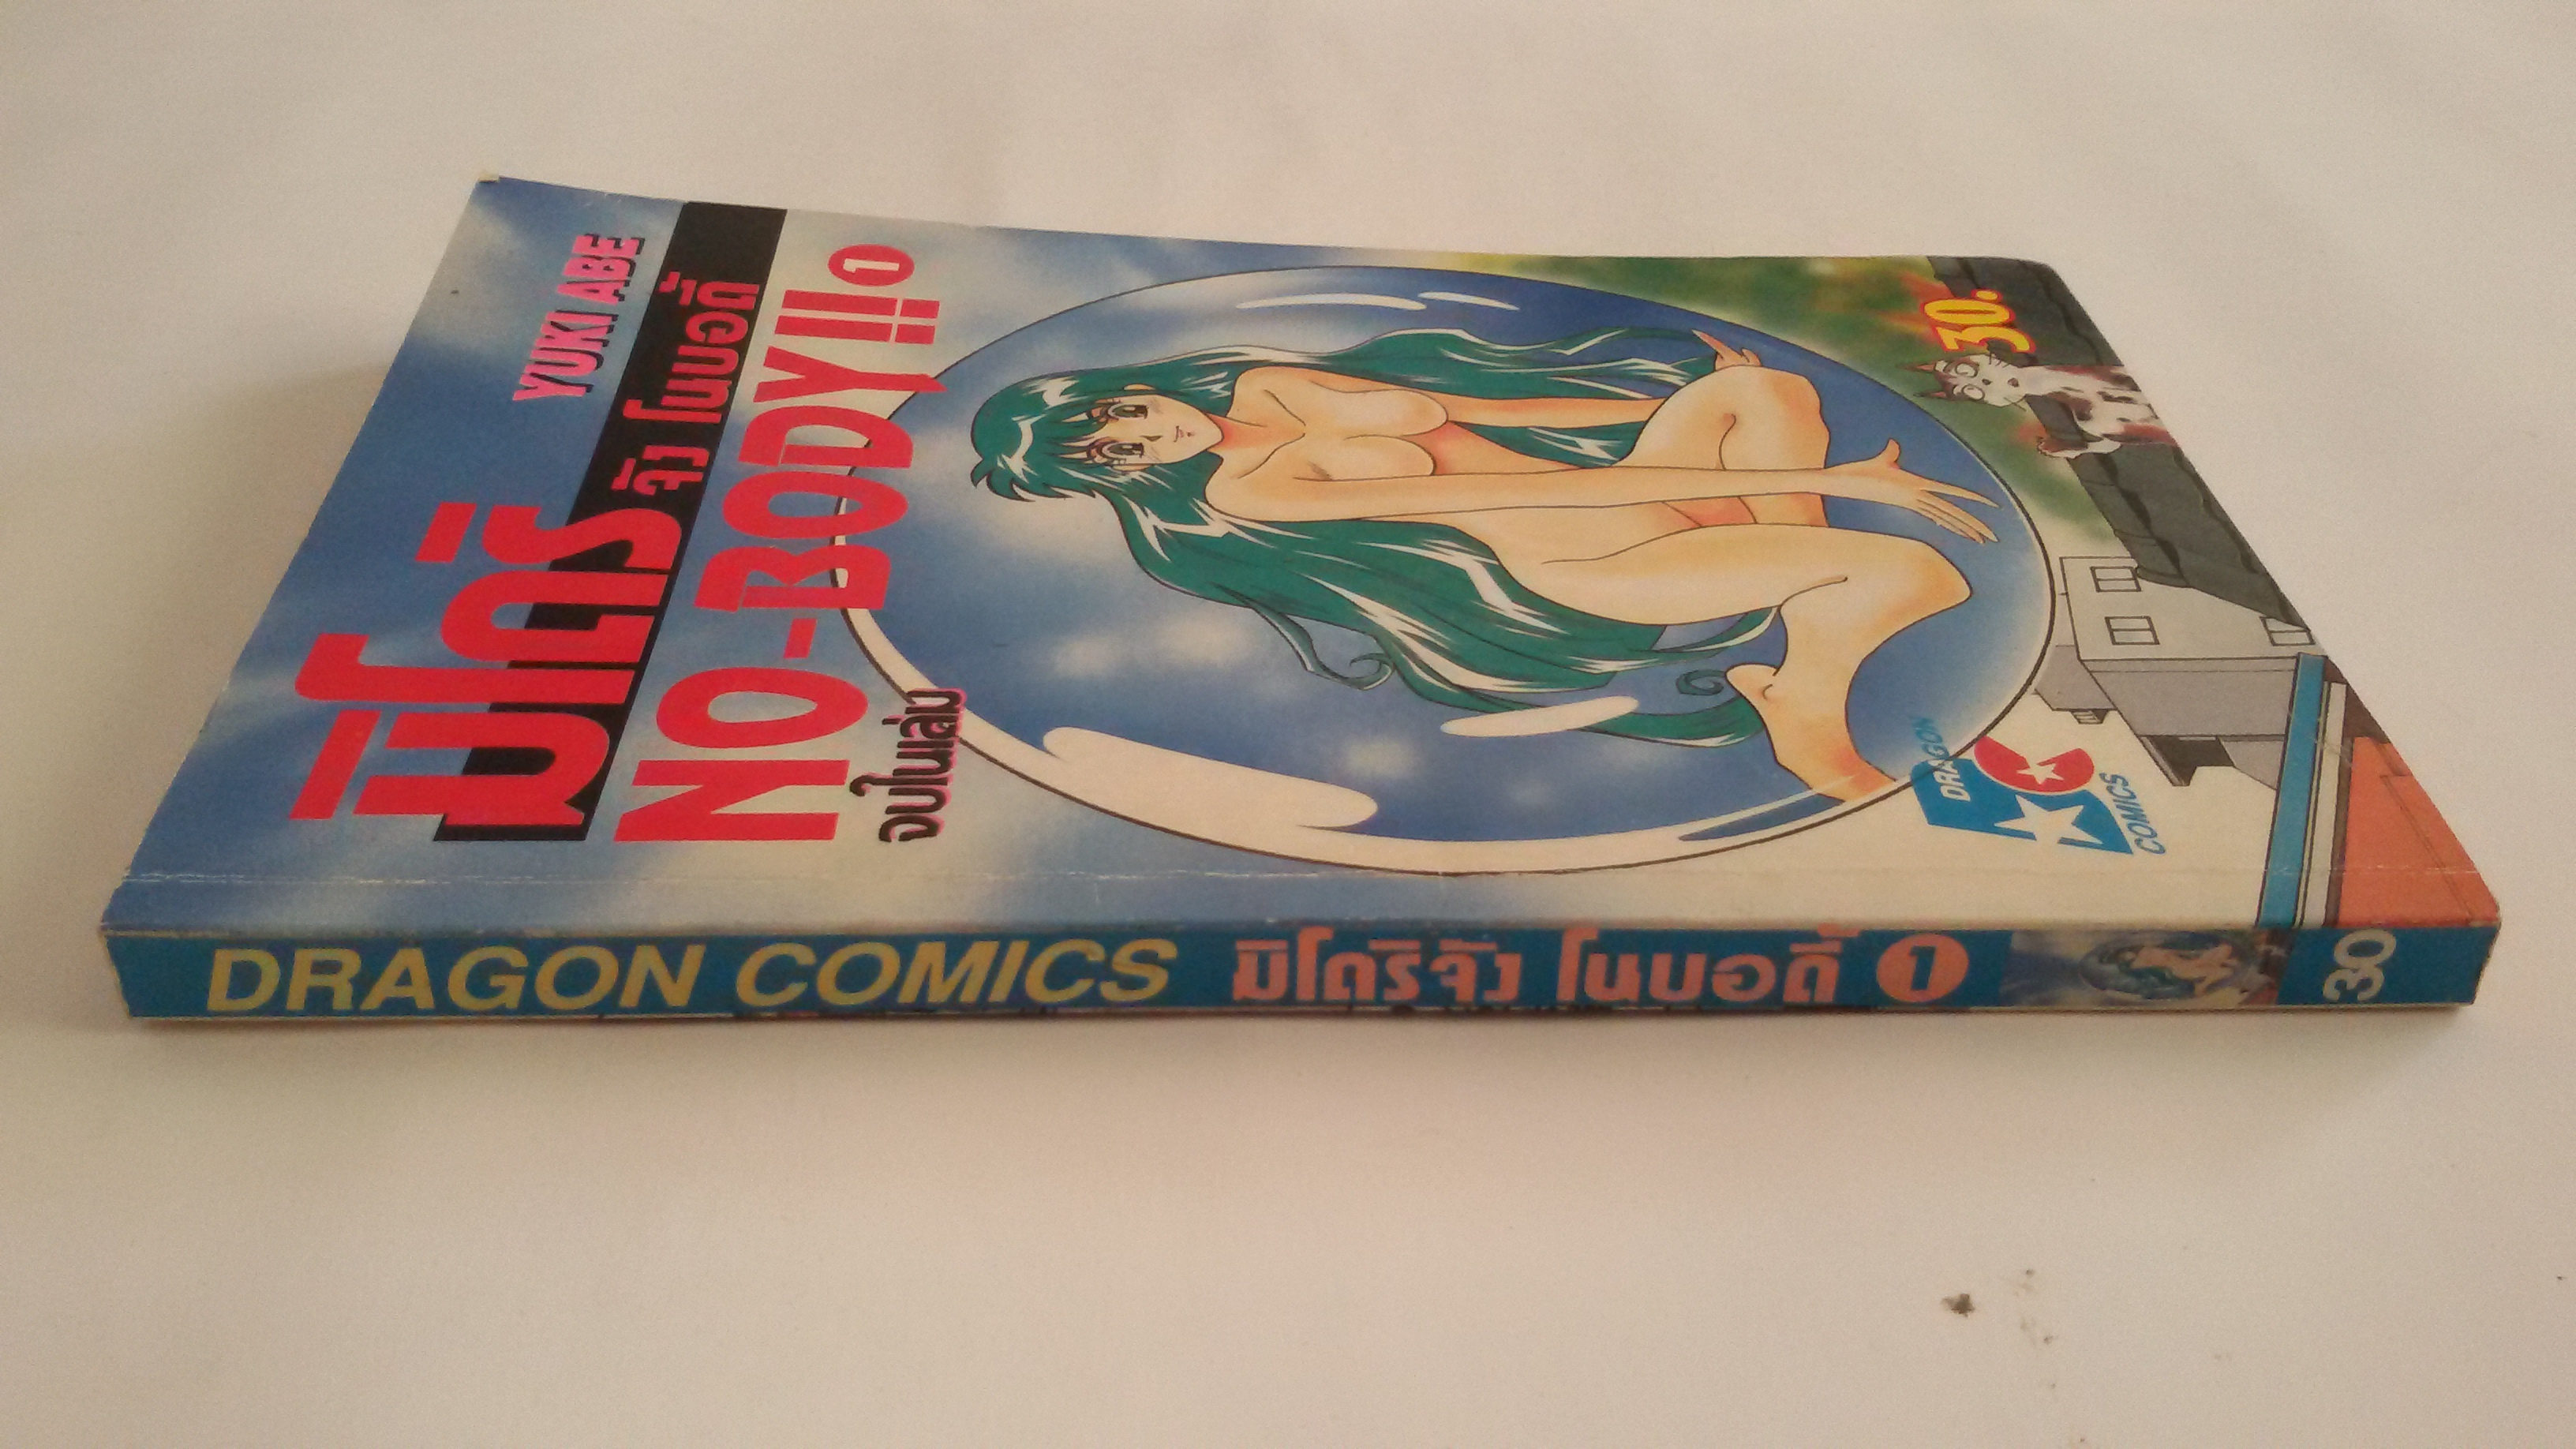 YUKI ABE
มิโดริ จัง โนบอดี้
NO-BODY!! 1
จบในเล่ม
30.
DRAGON
COMICS
DRAGON COMICS มิโดริจัง โนบอดี้ 1 30